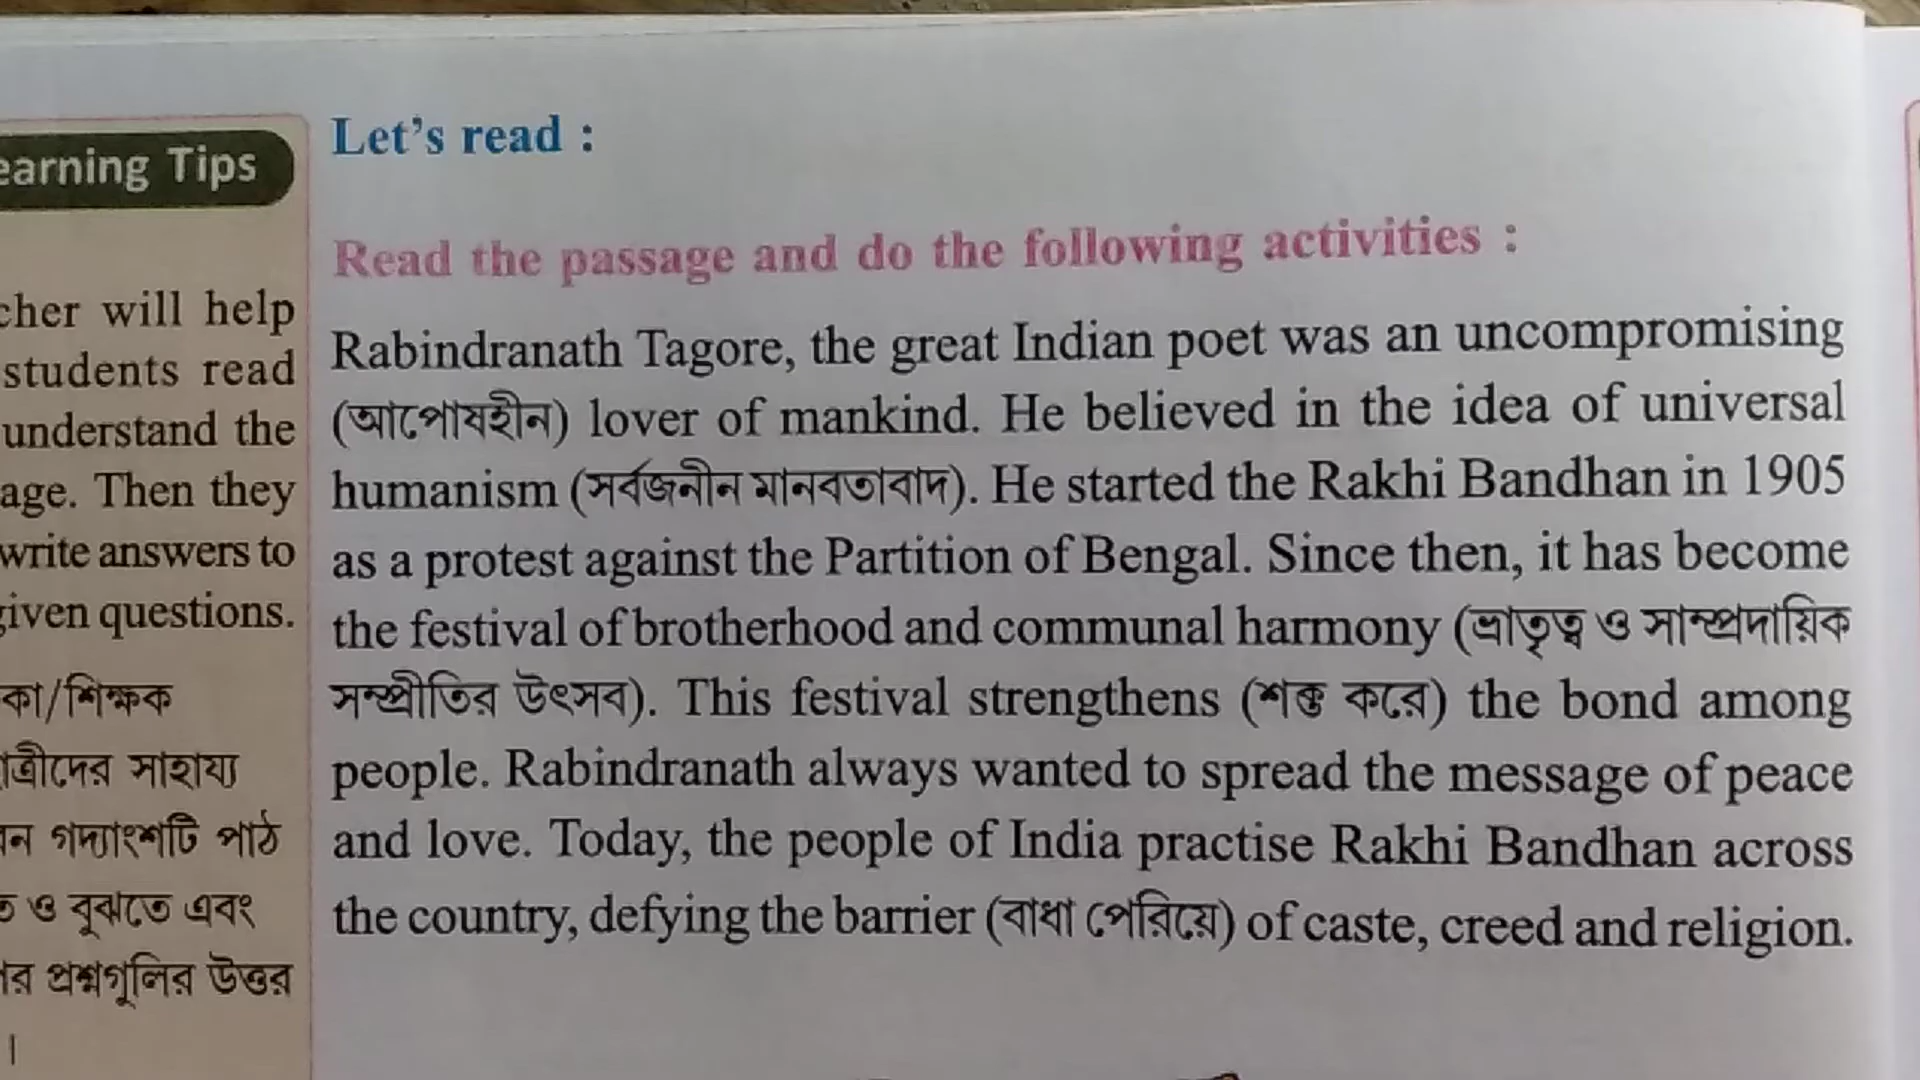 Learning Tips
cher will help
students read
understand the
age. Then they
write answers to
given questions.
কা/শিক্ষক
ত্রীদের সাহায্য
গদ্যাংশটি পাঠ
ও বুঝতে এবং
প্রশ্নগুলির উত্তর
।
Let's read :
Read the passage and do the following activities :
Rabindranath Tagore, the great Indian poet was an uncompromising
(আপোষহীন) lover of mankind. He believed in the idea of universal
humanism (সর্বজনীন মানবতাবাদ). He started the Rakhi Bandhan in 1905
as a protest against the Partition of Bengal. Since then, it has become
the festival of brotherhood and communal harmony (ভ্রাতৃত্ব ও সাম্প্রদায়িক
সম্প্রীতির উৎসব). This festival strengthens (শক্ত করে) the bond among
people. Rabindranath always wanted to spread the message of peace
and love. Today, the people of India practise Rakhi Bandhan across
the country, defying the barrier (বাধা পেরিয়ে) of caste, creed and religion.